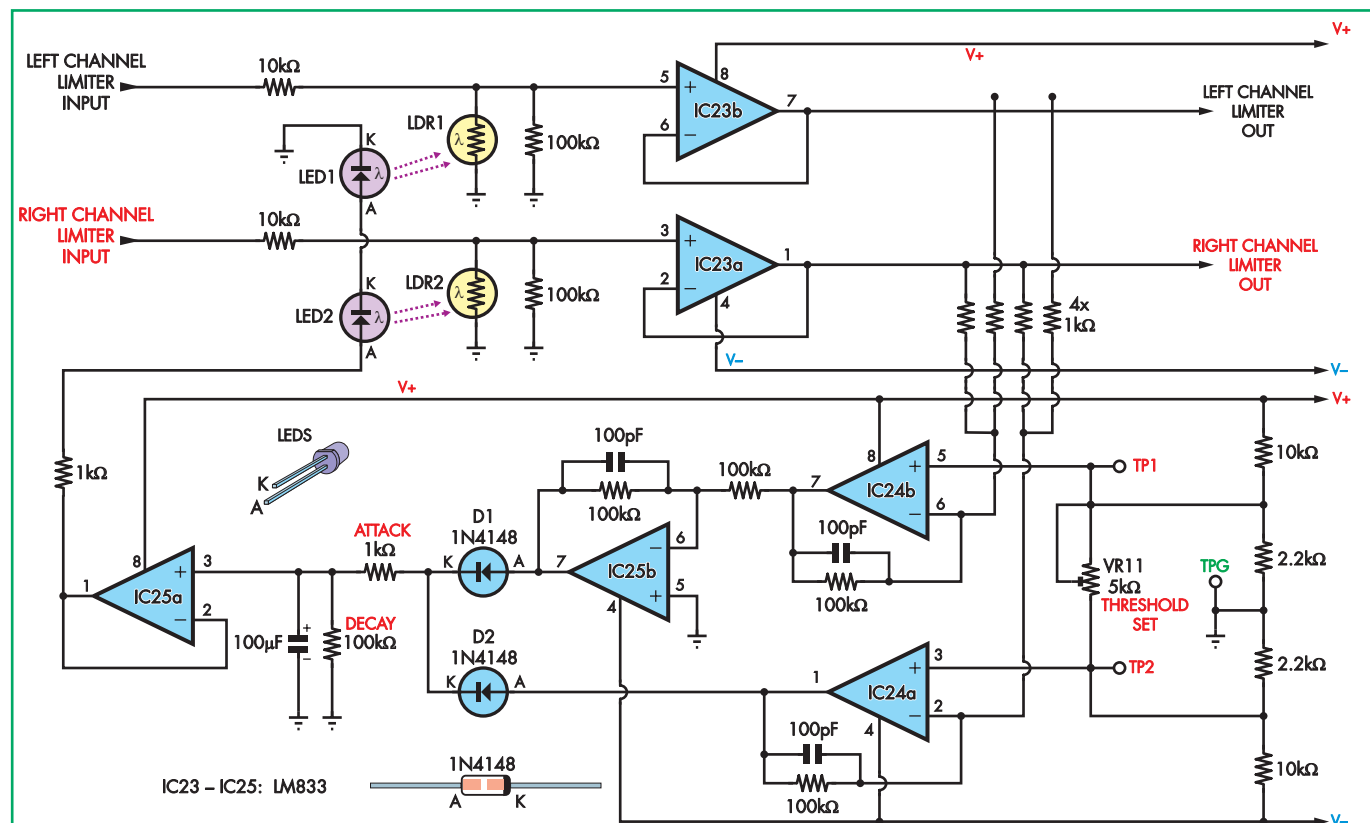 V+
V+
LEFT CHANNEL
LIMITER
INPUT
10kΩ
5
+
8
IC23b
7
6
–
LEFT CHANNEL
LIMITER
OUT
LDR1
λ
100kΩ
K
LED1
λ
A
RIGHT CHANNEL
LIMITER
INPUT
10kΩ
3
+
IC23a
1
2
–
4
RIGHT CHANNEL
LIMITER
OUT
K
LED2
λ
A
LDR2
λ
100kΩ
4x
1kΩ
V–
V–
V+
V+
LEDS
K
A
1kΩ
100pF
100kΩ
100kΩ
8
5
+
7
IC24b
6
–
TP1
10kΩ
100pF
100kΩ
D1
1N4148
K
A
ATTACK
1kΩ
6
–
7
IC25b
5
+
4
2.2kΩ
TPG
VR11
5kΩ
THRESHOLD
SET
8
3
+
1
IC25a
2
–
100µF
+
–
DECAY
100kΩ
D2
1N4148
K
A
3
+
1
IC24a
2
–
4
TP2
2.2kΩ
100pF
100kΩ
10kΩ
IC23 – IC25: LM833
1N4148
A
K
V–